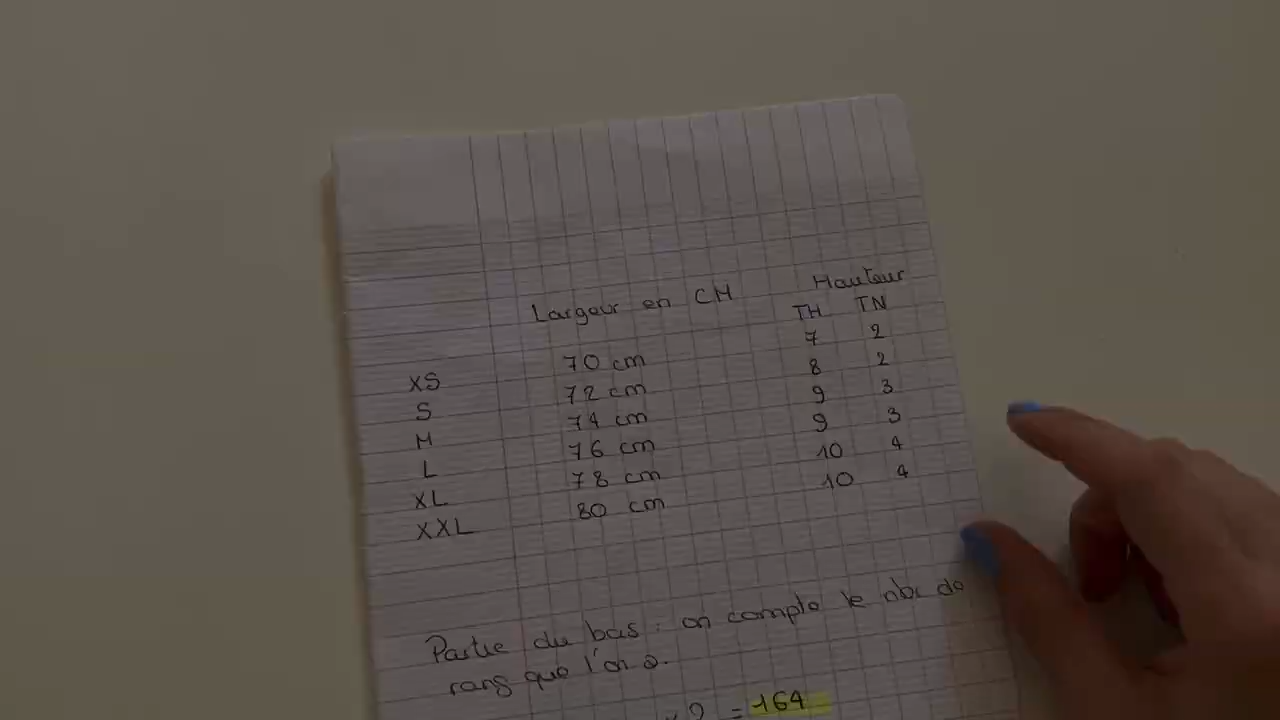 Hauteur
Largeur en CM TH TN
XS 70 cm 7 2
S 72 cm 8 2
M 74 cm 9 3
L 76 cm 9 3
XL 78 cm 10 4
XXL 80 cm 10 4
Partie du bas : on compte le nbr de
rang que l'on a.
x 2 = 164